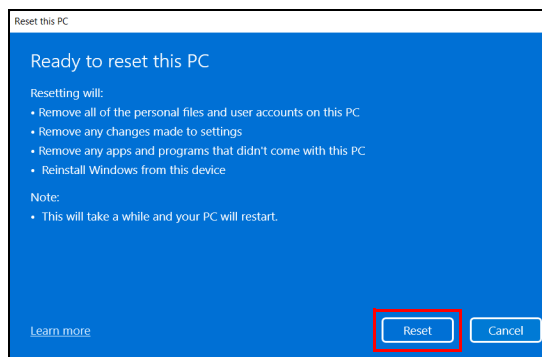 Reset this PC
Ready to reset this PC
Resetting will:
• Remove all of the personal files and user accounts on this PC
• Remove any changes made to settings
• Remove any apps and programs that didn't come with this PC
• Reinstall Windows from this device
Note:
• This will take a while and your PC will restart.
Learn more Reset Cancel